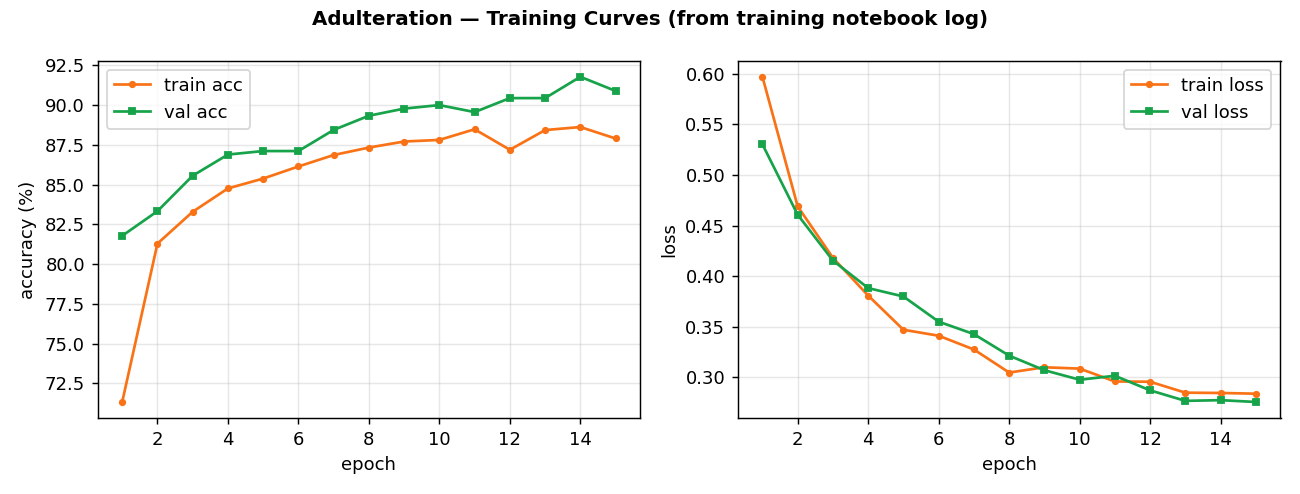 Adulteration — Training Curves (from training notebook log)
train acc
val acc
accuracy (%)
92.5
90.0
87.5
85.0
82.5
80.0
77.5
75.0
72.5
2 4 6 8 10 12 14
epoch
train loss
val loss
loss
0.60
0.55
0.50
0.45
0.40
0.35
0.30
2 4 6 8 10 12 14
epoch